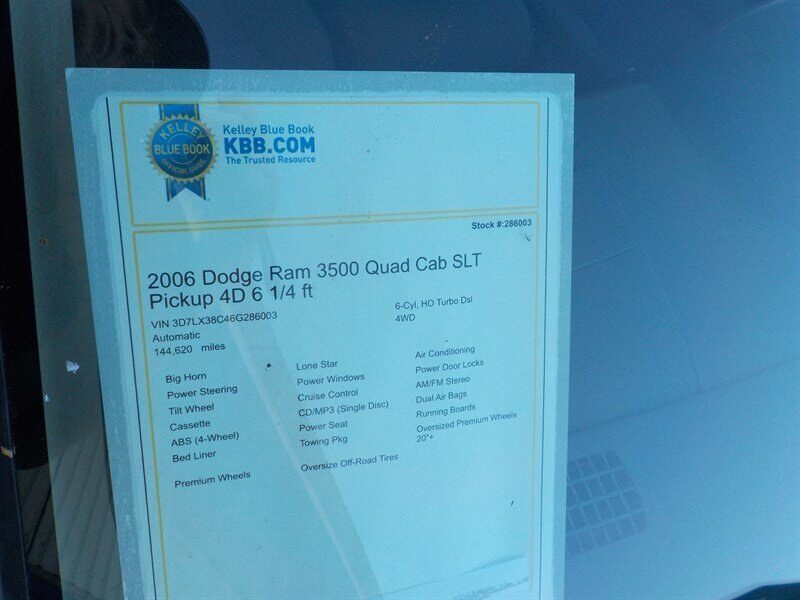 KELLEY
BLUE BOOK
OFFICIAL GUIDE
Kelley Blue Book
KBB.COM
The Trusted Resource
Stock #:286003
2006 Dodge Ram 3500 Quad Cab SLT
Pickup 4D 6 1/4 ft
VIN 3D7LX38C46G286003
6-Cyl, HO Turbo Dsl
Automatic
4WD
144,620 miles
Big Horn
Lone Star
Air Conditioning
Power Steering
Power Windows
Power Door Locks
Tilt Wheel
Cruise Control
AM/FM Stereo
Cassette
CD/MP3 (Single Disc)
Dual Air Bags
ABS (4-Wheel)
Power Seat
Running Boards
Bed Liner
Towing Pkg
Oversized Premium Wheels
20"+
Premium Wheels
Oversize Off-Road Tires